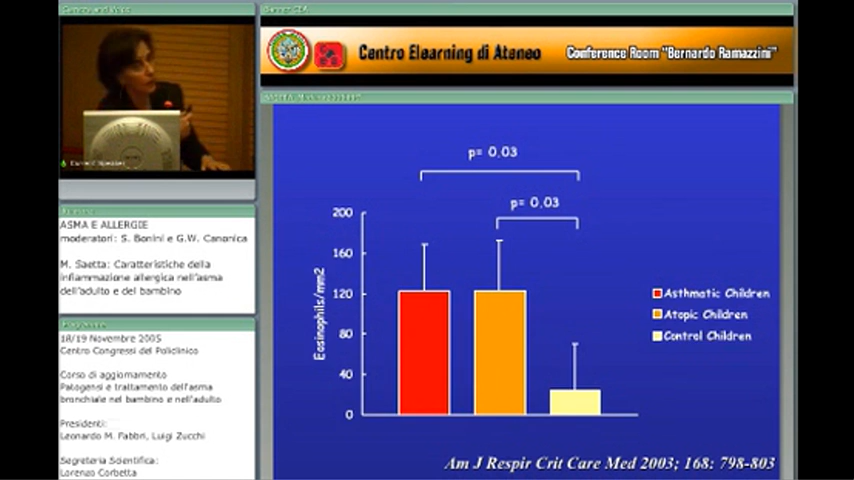 Centro Elearning di Ateneo
Conference Room "Bernardo Ramazzini"
ASMA E ALLERGIE
moderatori: S. Bonini e G.W. Canonica
M. Saetta: Caratteristiche della
infiammazione allergica nell'asma
dell'adulto e del bambino
18/19 Novembre 2005
Centro Congressi del Policlinico
Corso di aggiornamento
Patogensi e trattamento dell'asma
bronchiale nel bambino e nell'adulto
Presidenti:
Leonardo M. Fabbri, Luigi Zucchi
Segreteria Scientifica:
Lorenzo Corbetta
p= 0,03
p= 0,03
200
160
120
80
40
0
Eosinophils/mm2
Asthmatic Children
Atopic Children
Control Children
Am J Respir Crit Care Med 2003; 168: 798-803